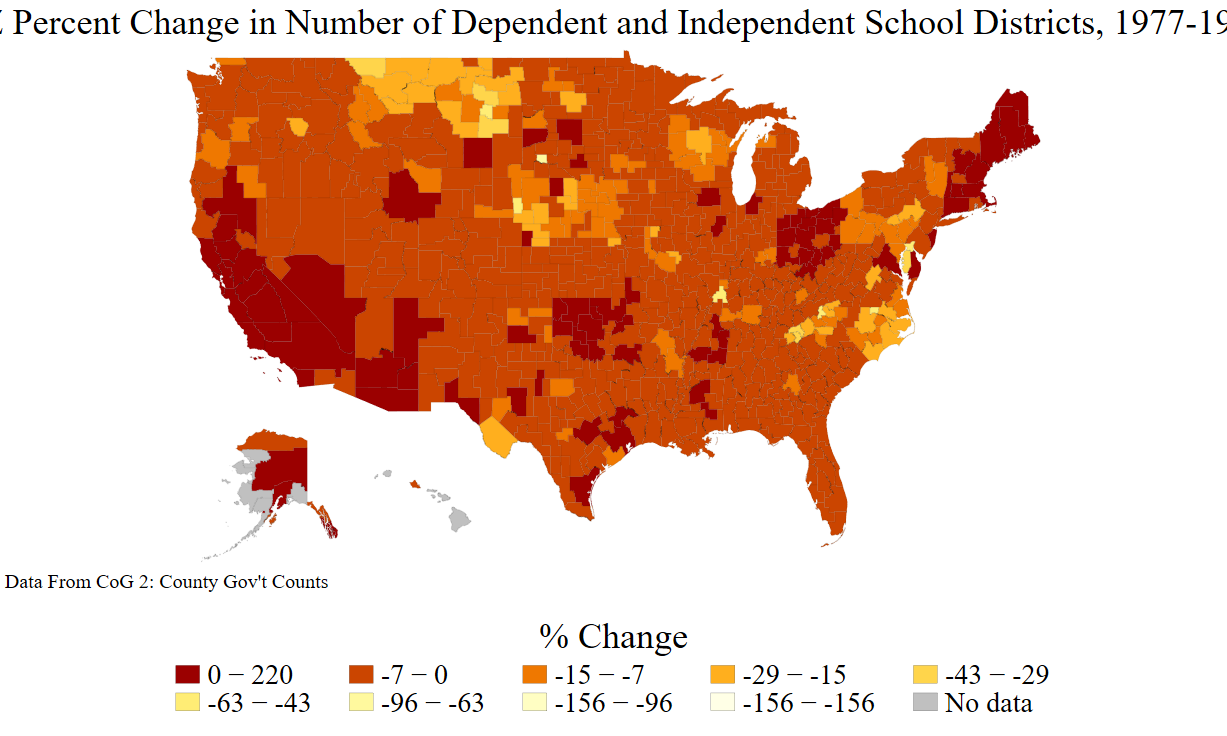 Percent Change in Number of Dependent and Independent School Districts, 1977-19
Data From CoG 2: County Gov't Counts
% Change
0 – 220 -7 – 0 -15 – -7 -29 – -15 -43 – -29
-63 – -43 -96 – -63 -156 – -96 -156 – -156 No data